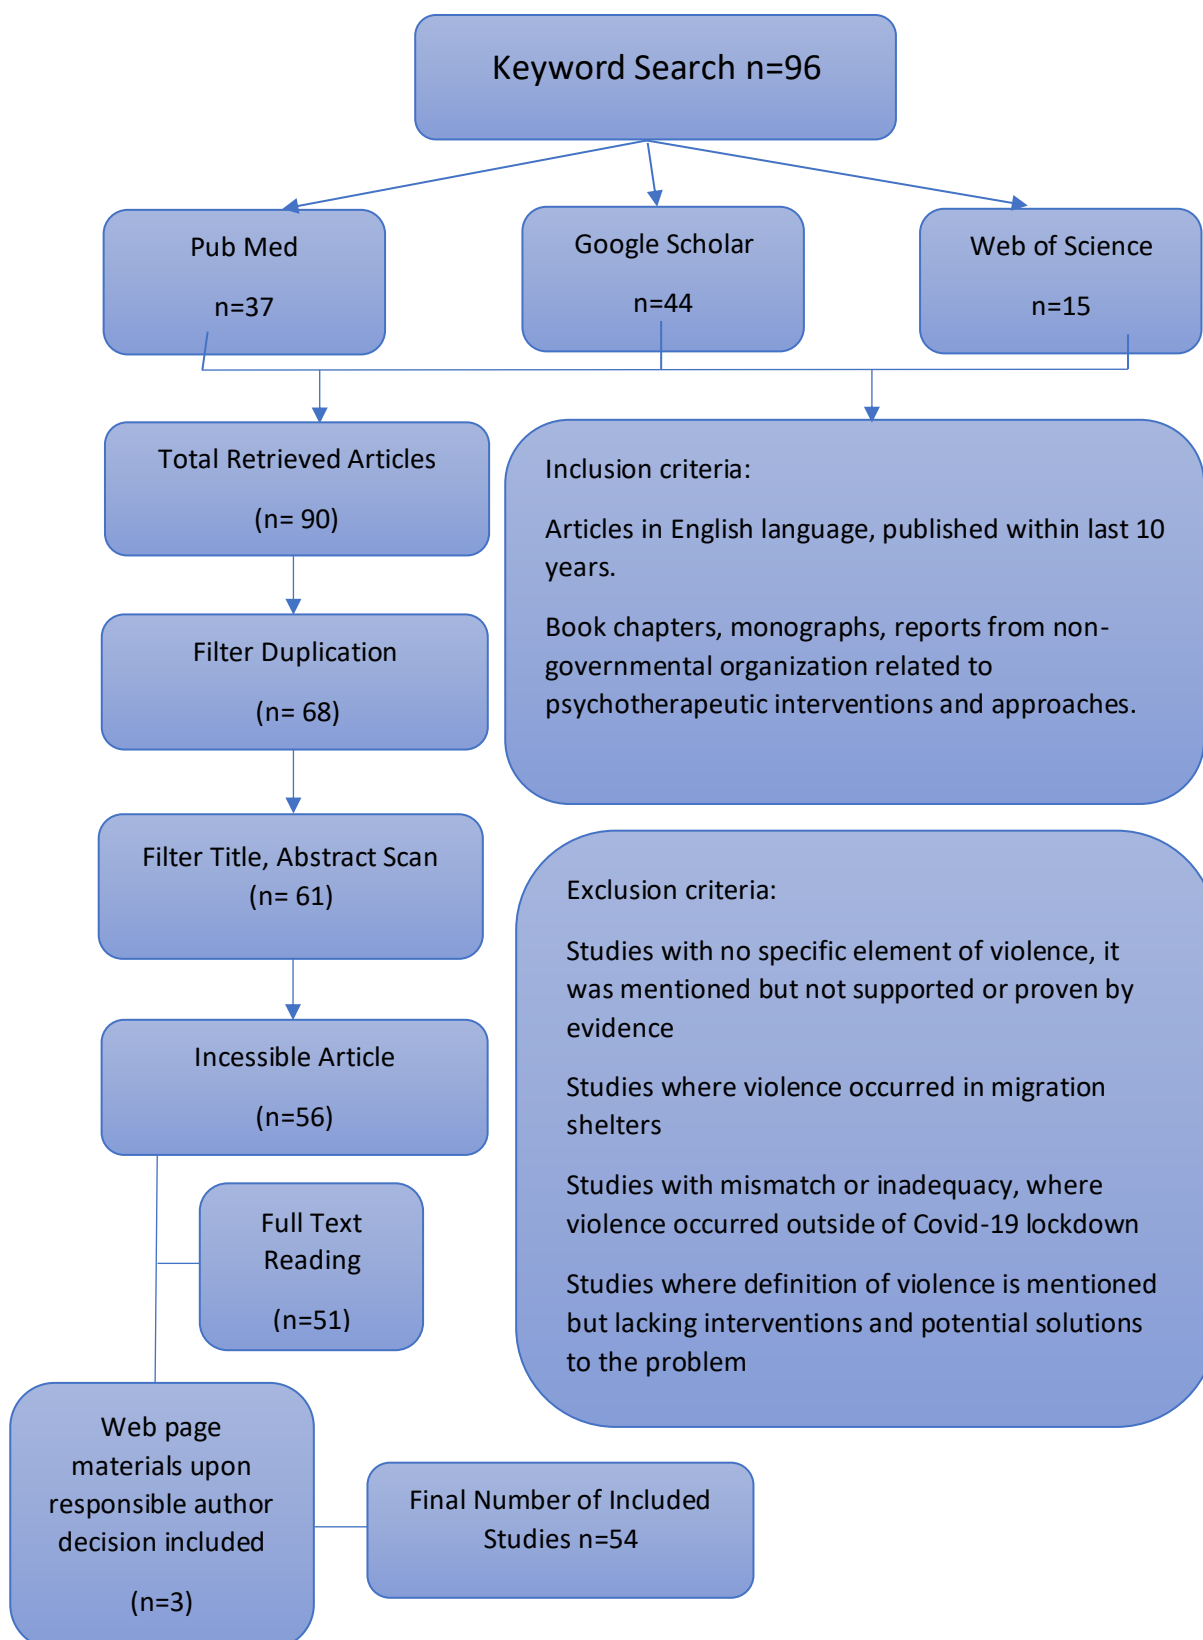 Keyword Search n=96
Pub Med
n=37
Google Scholar
n=44
Web of Science
n=15
Total Retrieved Articles
(n= 90)
Inclusion criteria:
Articles in English language, published within last 10
years.
Book chapters, monographs, reports from non-
governmental organization related to
psychotherapeutic interventions and approaches.
Filter Duplication
(n= 68)
Filter Title, Abstract Scan
(n= 61)
Exclusion criteria:
Studies with no specific element of violence, it
was mentioned but not supported or proven by
evidence
Studies where violence occurred in migration
shelters
Studies with mismatch or inadequacy, where
violence occurred outside of Covid-19 lockdown
Studies where definition of violence is mentioned
but lacking interventions and potential solutions
to the problem
Incessible Article
(n=56)
Full Text
Reading
(n=51)
Web page
materials upon
responsible author
decision included
(n=3)
Final Number of Included
Studies n=54